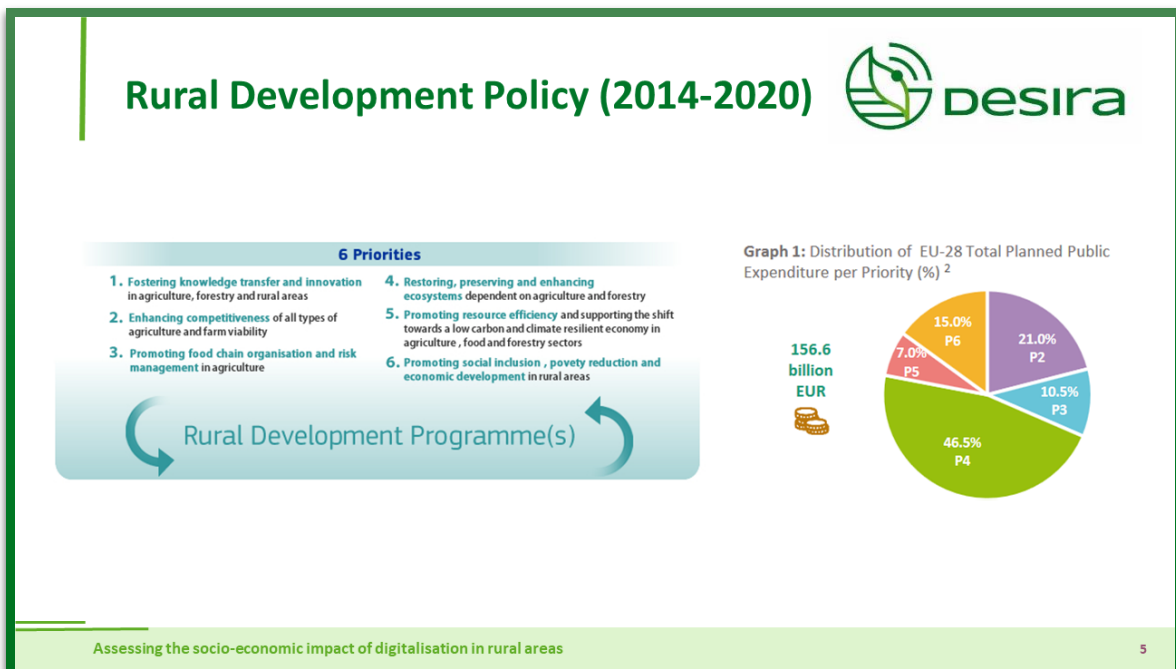 Rural Development Policy (2014-2020)
DESIRA
6 Priorities
1. Fostering knowledge transfer and innovation
in agriculture, forestry and rural areas
2. Enhancing competitiveness of all types of
agriculture and farm viability
3. Promoting food chain organisation and risk
management in agriculture
4. Restoring, preserving and enhancing
ecosystems dependent on agriculture and forestry
5. Promoting resource efficiency and supporting the shift
towards a low carbon and climate resilient economy in
agriculture , food and forestry sectors
6. Promoting social inclusion , povety reduction and
economic development in rural areas
Rural Development Programme(s)
Graph 1: Distribution of EU-28 Total Planned Public
Expenditure per Priority (%) 2
156.6
billion
EUR
15.0%
P6
21.0%
P2
7.0%
P5
10.5%
P3
46.5%
P4
Assessing the socio-economic impact of digitalisation in rural areas
5